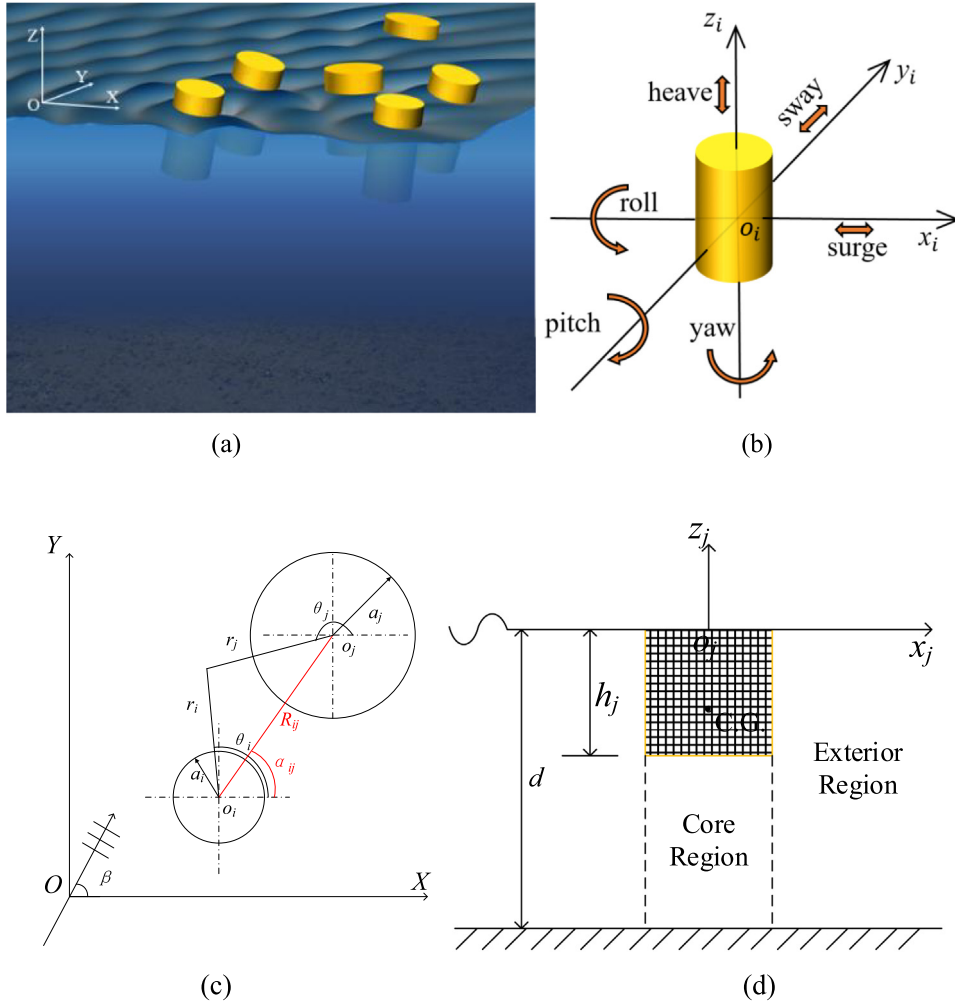 Z
Y
O
X
(a)
z_i
y_i
heave
sway
roll
o_i
x_i
surge
pitch
yaw
(b)
Y
θ_j
a_j
r_j
o_j
r_i
R_ij
θ_i
a_i
α_ij
o_i
β
O
X
(c)
z_j
o_j
x_j
h_j
C.G.
d
Exterior
Region
Core
Region
(d)